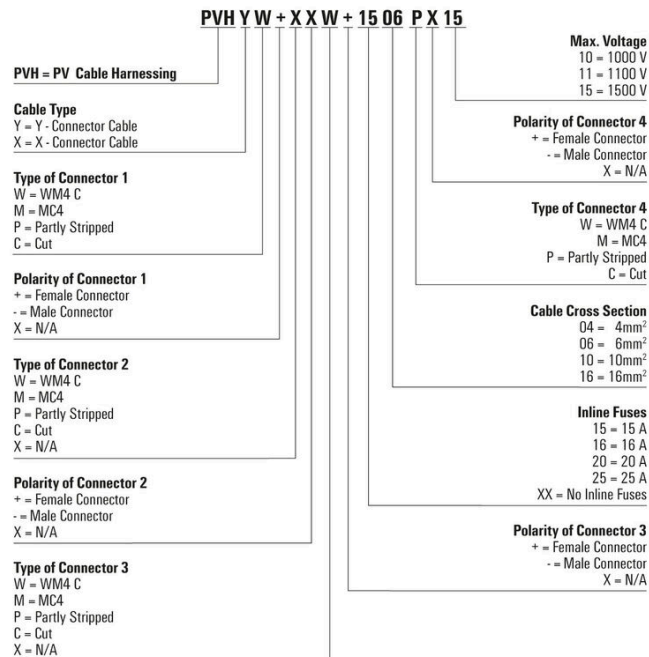 PVH Y W + X X W + 15 06 P X 15
PVH = PV Cable Harnessing
Cable Type
Y = Y - Connector Cable
X = X - Connector Cable
Type of Connector 1
W = WM4 C
M = MC4
P = Partly Stripped
C = Cut
Polarity of Connector 1
+ = Female Connector
- = Male Connector
X = N/A
Type of Connector 2
W = WM4 C
M = MC4
P = Partly Stripped
C = Cut
X = N/A
Polarity of Connector 2
+ = Female Connector
- = Male Connector
X = N/A
Type of Connector 3
W = WM4 C
M = MC4
P = Partly Stripped
C = Cut
X = N/A
Max. Voltage
10 = 1000 V
11 = 1100 V
15 = 1500 V
Polarity of Connector 4
+ = Female Connector
- = Male Connector
X = N/A
Type of Connector 4
W = WM4 C
M = MC4
P = Partly Stripped
C = Cut
Cable Cross Section
04 = 4mm²
06 = 6mm²
10 = 10mm²
16 = 16mm²
Inline Fuses
15 = 15 A
16 = 16 A
20 = 20 A
25 = 25 A
XX = No Inline Fuses
Polarity of Connector 3
+ = Female Connector
- = Male Connector
X = N/A